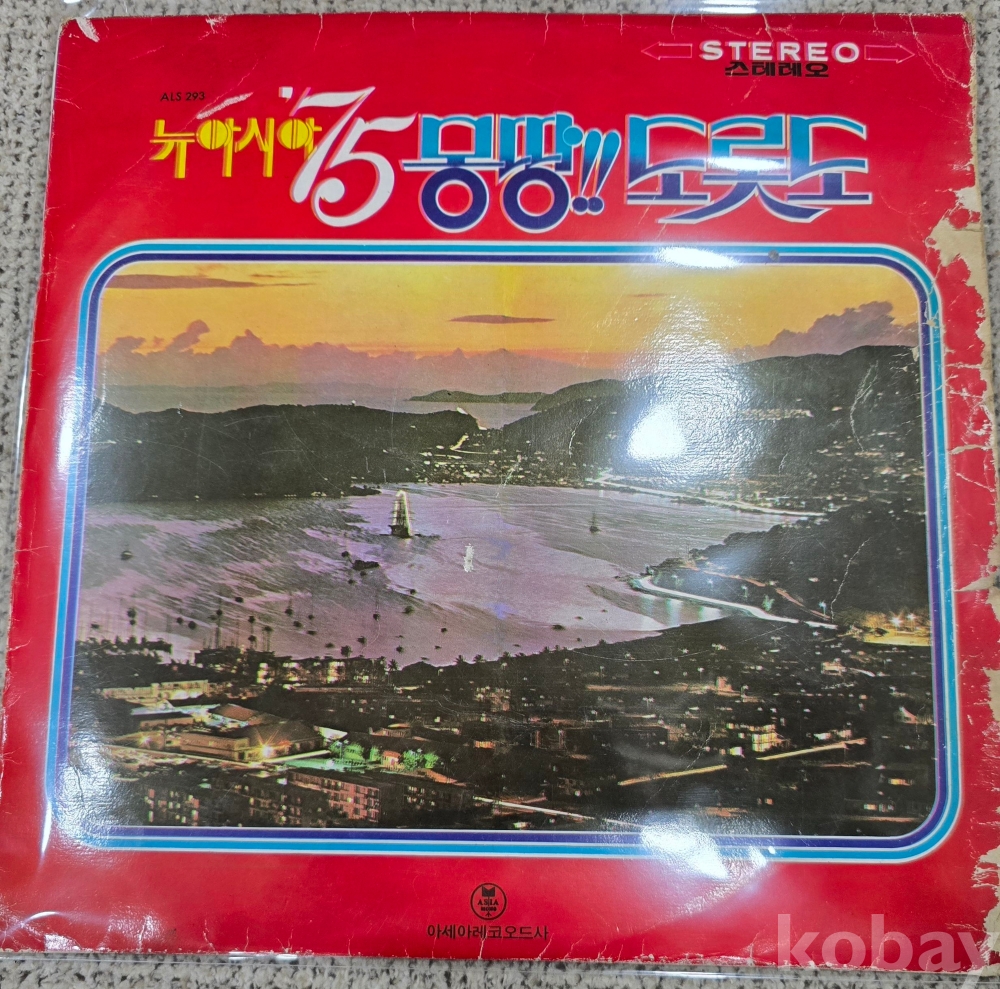 STEREO
스테레오
ALS 293
뉴아시아 '75 몽땅!!! 도롯도
ASIA
아세아레코오드사
kobay